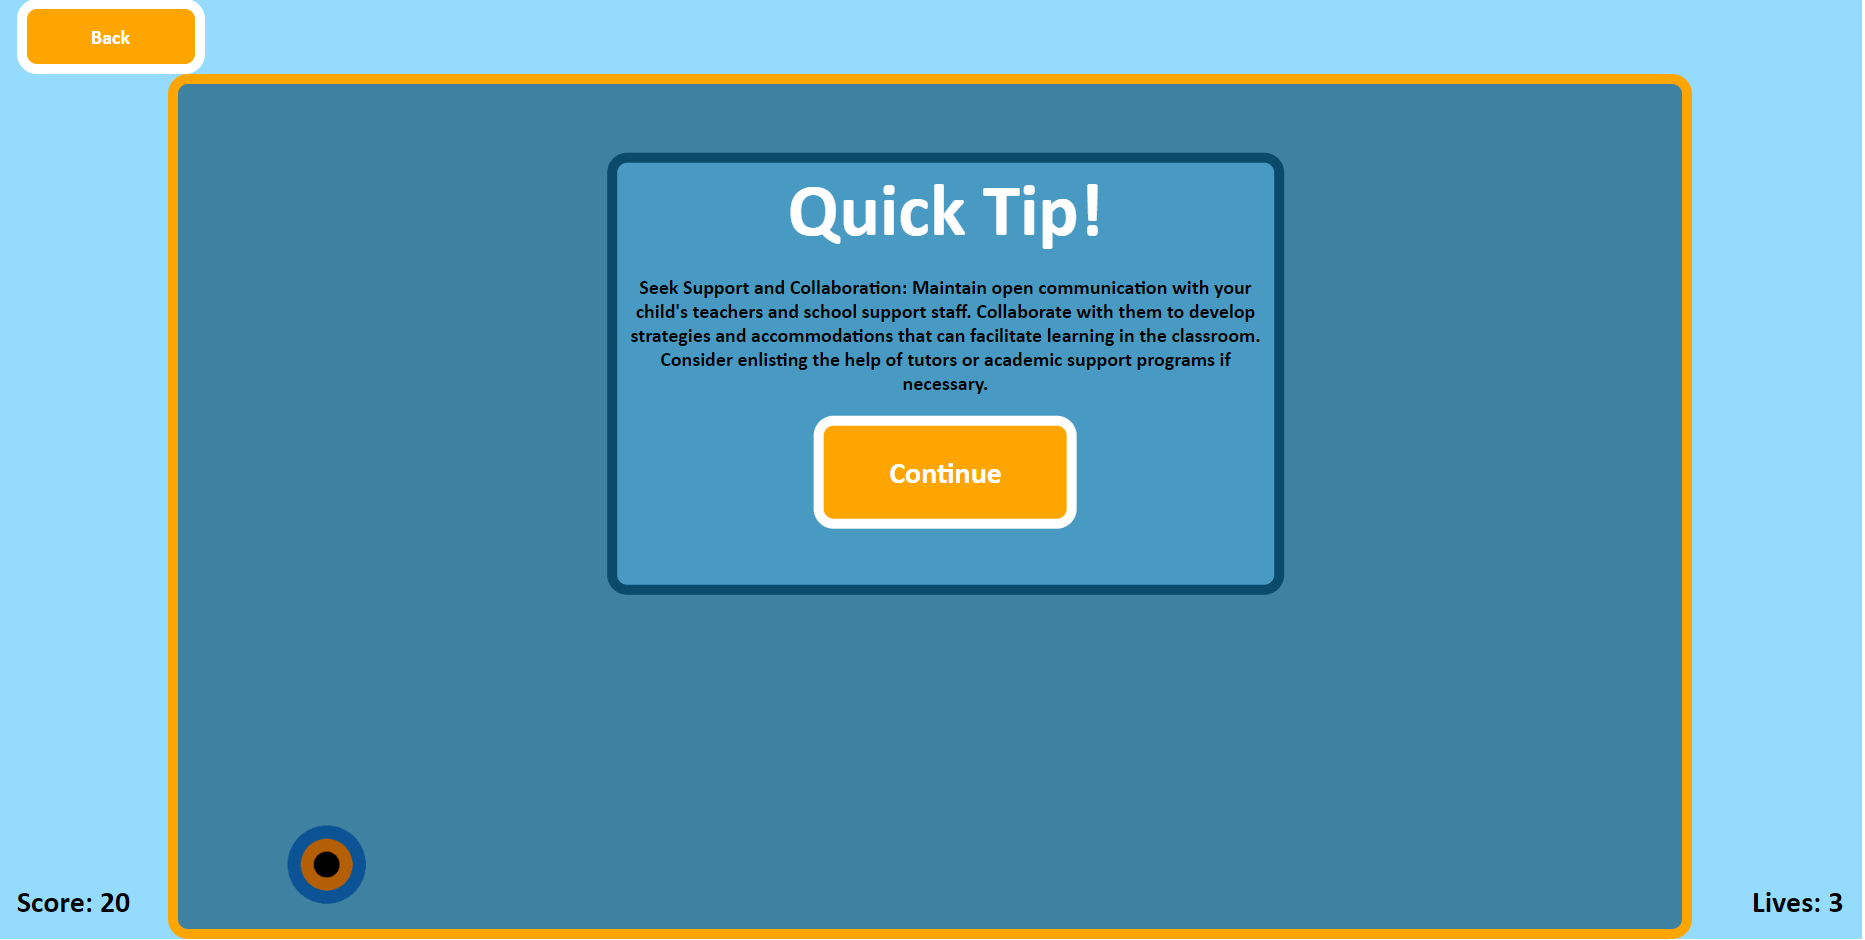 Back
Quick Tip!
Seek Support and Collaboration: Maintain open communication with your
child's teachers and school support staff. Collaborate with them to develop
strategies and accommodations that can facilitate learning in the classroom.
Consider enlisting the help of tutors or academic support programs if
necessary.
Continue
Score: 20
Lives: 3